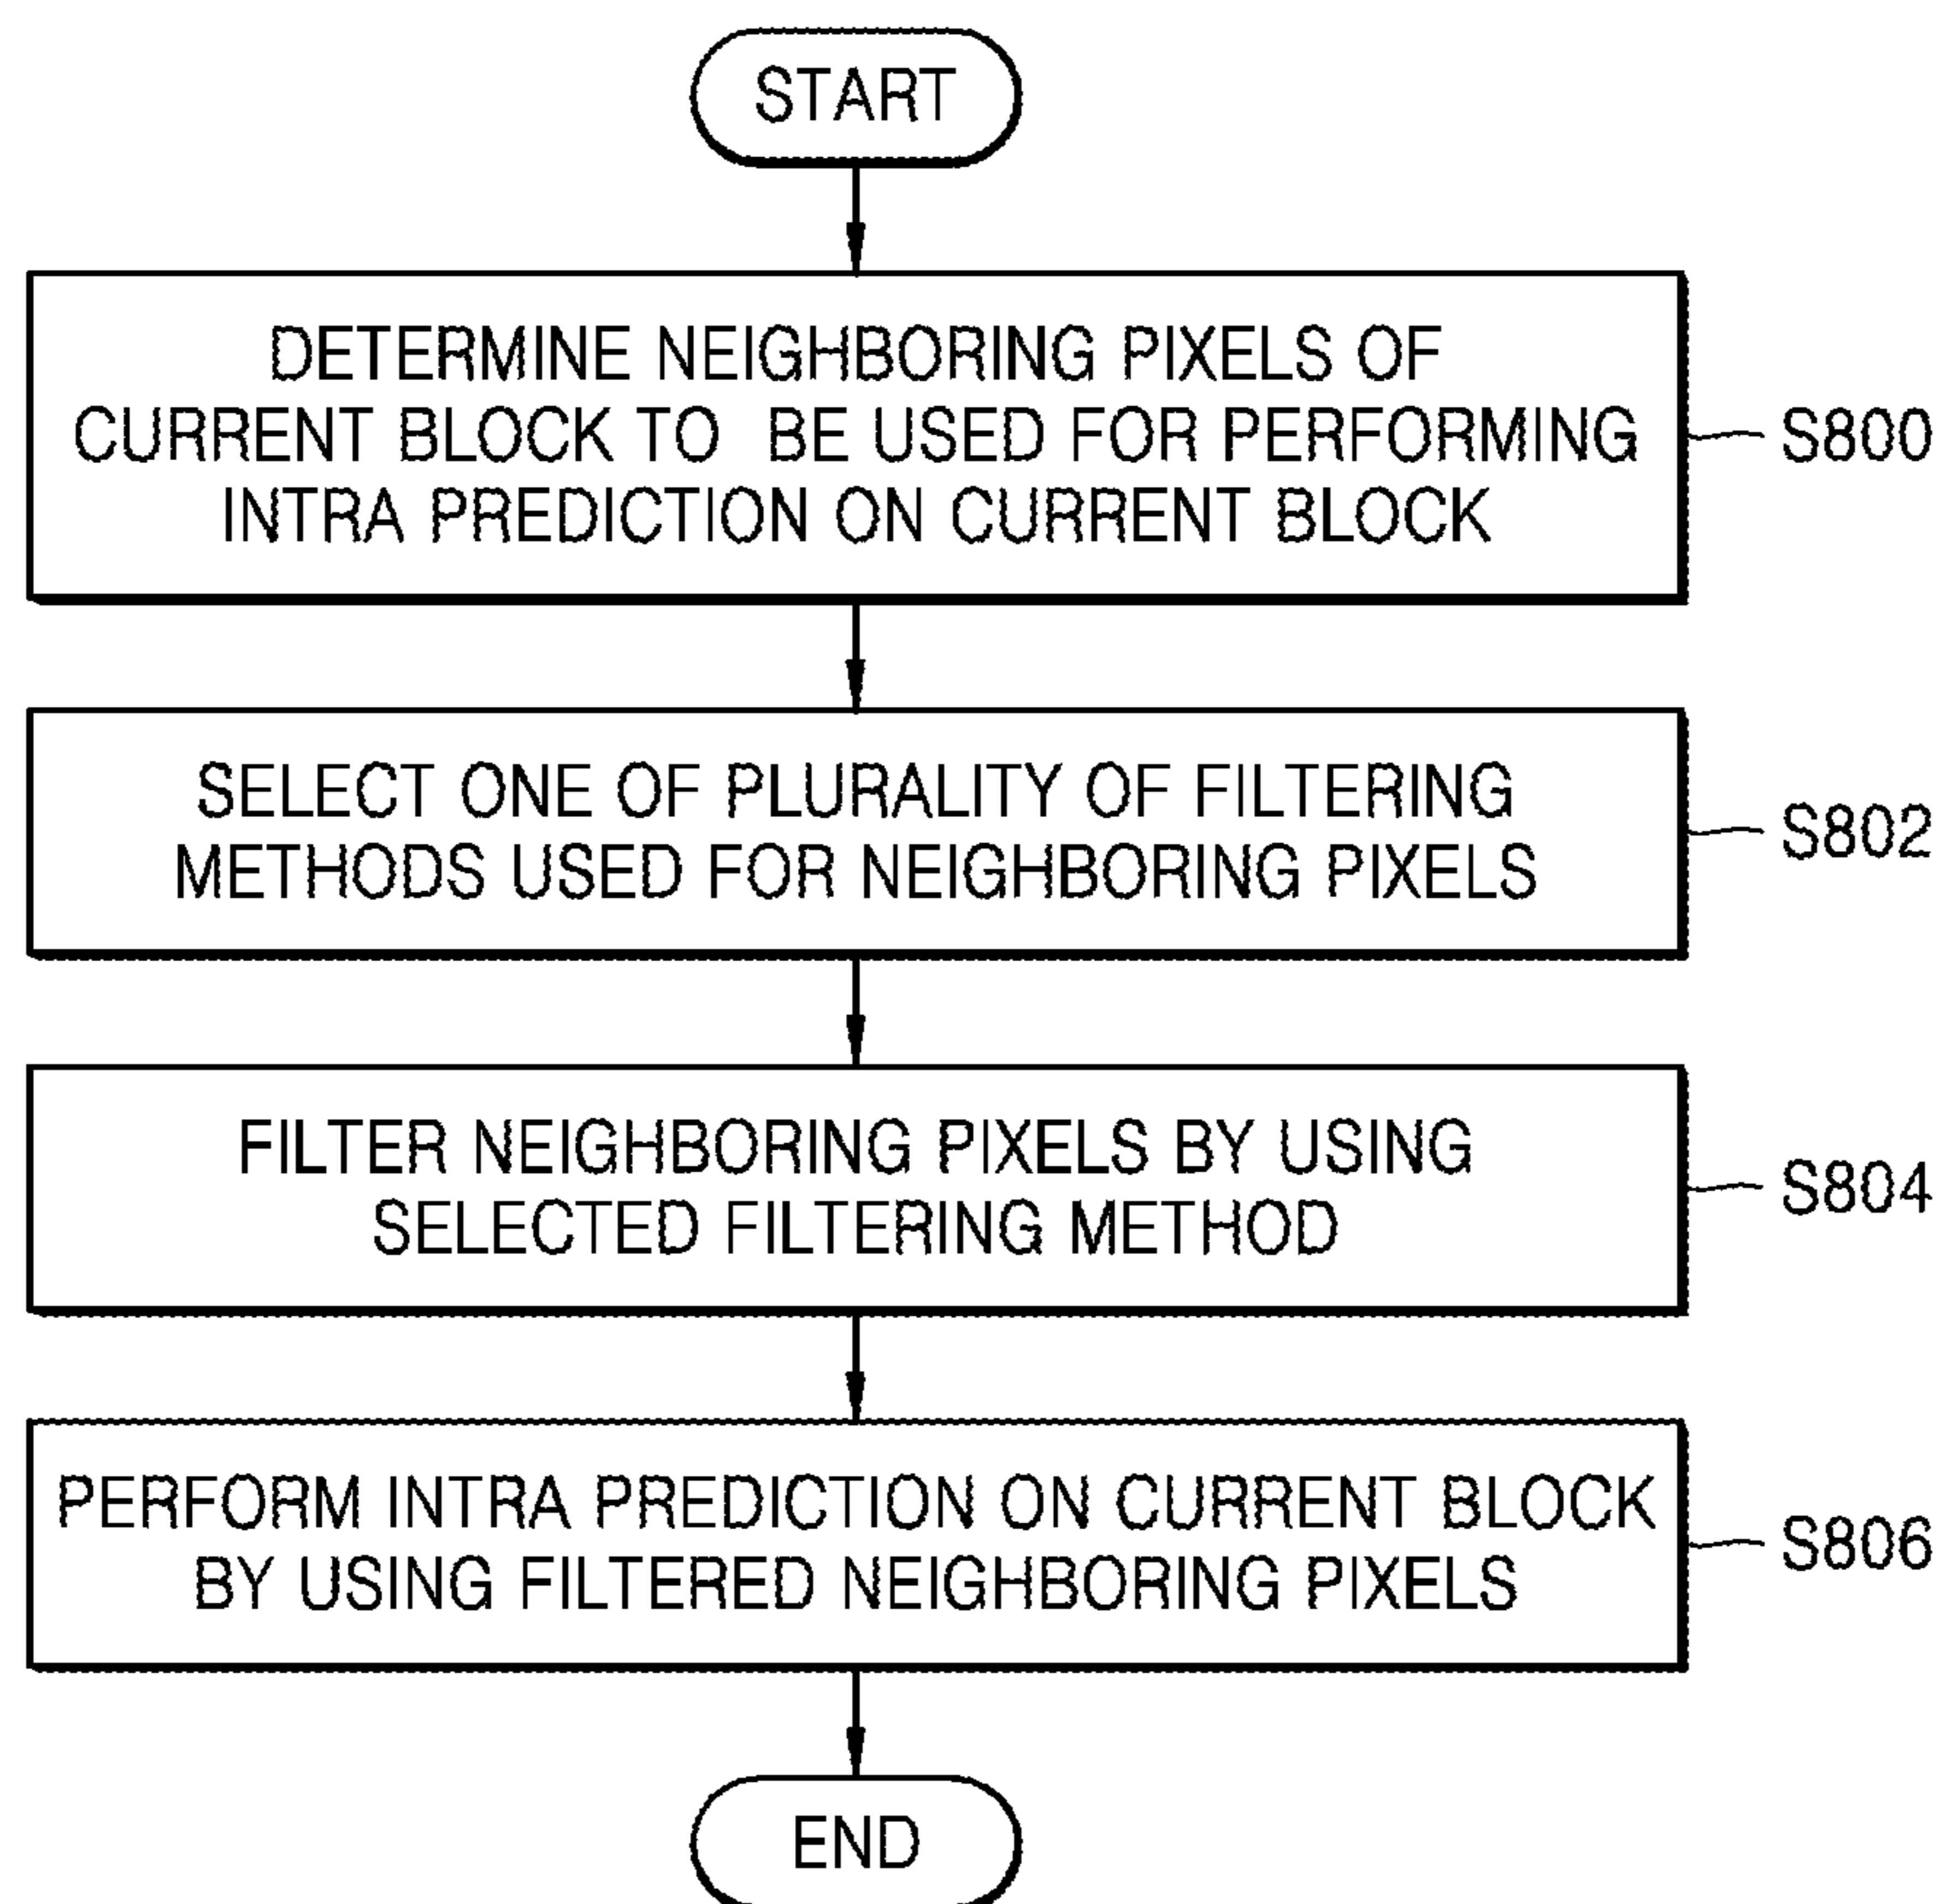 START
DETERMINE NEIGHBORING PIXELS OF
CURRENT BLOCK TO BE USED FOR PERFORMING
INTRA PREDICTION ON CURRENT BLOCK
S800
SELECT ONE OF PLURALITY OF FILTERING
METHODS USED FOR NEIGHBORING PIXELS
S802
FILTER NEIGHBORING PIXELS BY USING
SELECTED FILTERING METHOD
S804
PERFORM INTRA PREDICTION ON CURRENT BLOCK
BY USING FILTERED NEIGHBORING PIXELS
S806
END